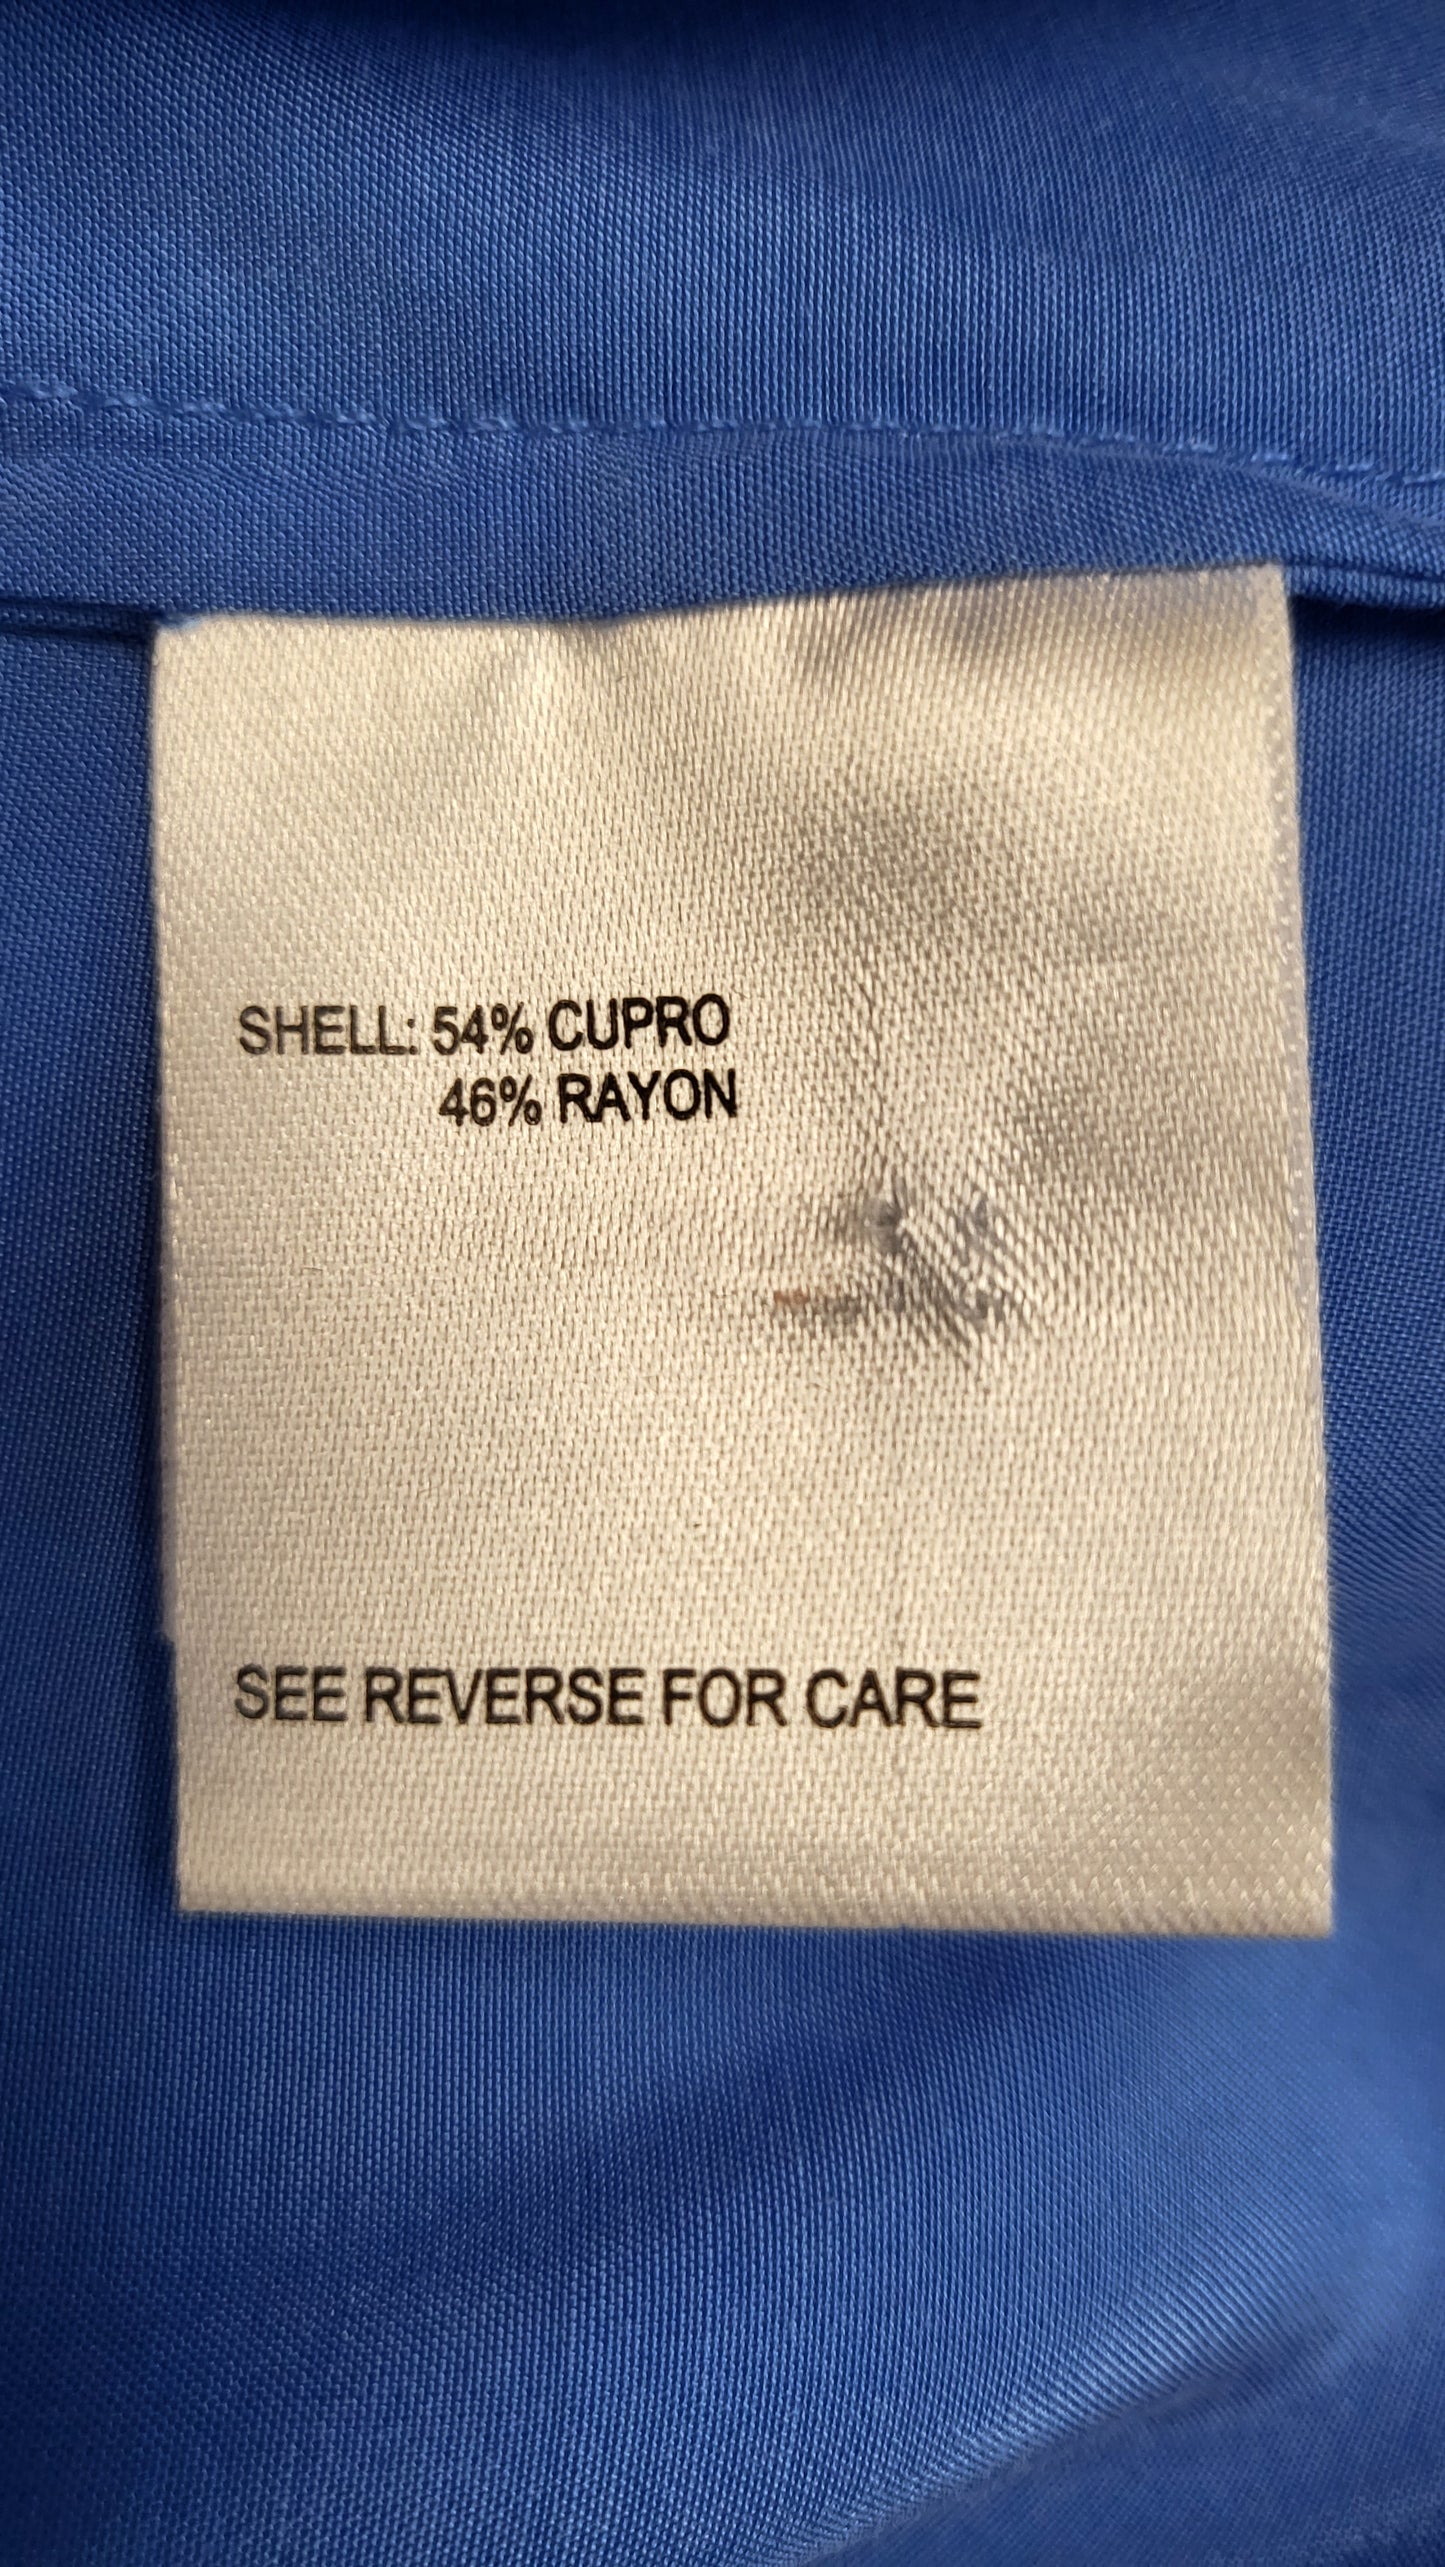 SHELL: 54% CUPRO
46% RAYON
SEE REVERSE FOR CARE